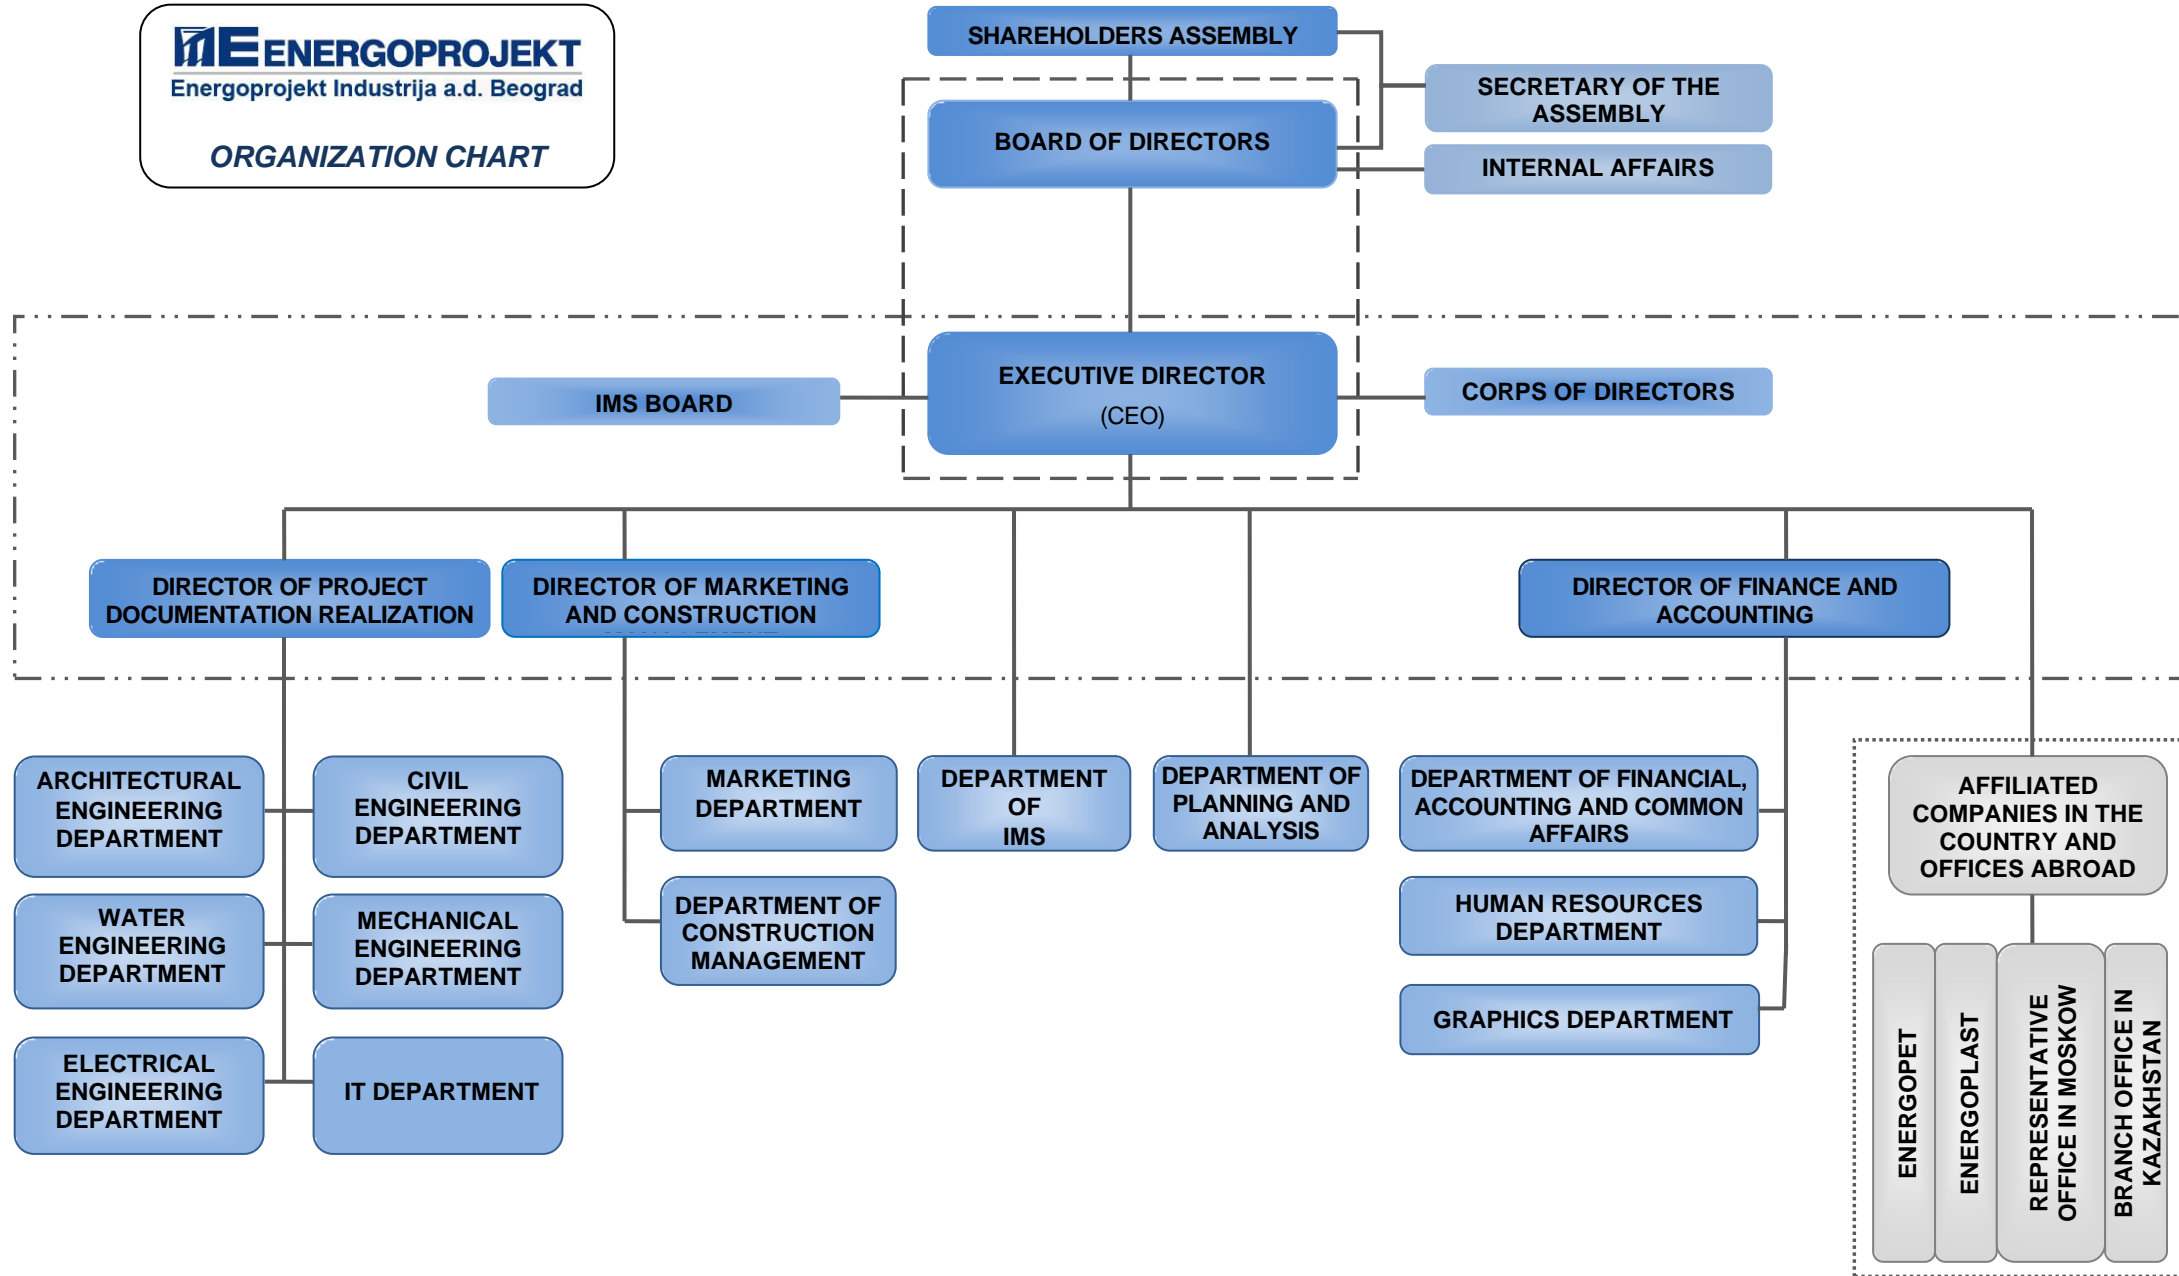 ENERGOPROJEKT
Energoprojekt Industrija a.d. Beograd
ORGANIZATION CHART
SHAREHOLDERS ASSEMBLY
SECRETARY OF THE
ASSEMBLY
BOARD OF DIRECTORS
INTERNAL AFFAIRS
EXECUTIVE DIRECTOR
(CEO)
IMS BOARD
CORPS OF DIRECTORS
DIRECTOR OF PROJECT
DOCUMENTATION REALIZATION
DIRECTOR OF MARKETING
AND CONSTRUCTION
DIRECTOR OF FINANCE AND
ACCOUNTING
ARCHITECTURAL
ENGINEERING
DEPARTMENT
CIVIL
ENGINEERING
DEPARTMENT
MARKETING
DEPARTMENT
DEPARTMENT
OF
IMS
DEPARTMENT OF
PLANNING AND
ANALYSIS
DEPARTMENT OF FINANCIAL,
ACCOUNTING AND COMMON
AFFAIRS
AFFILIATED
COMPANIES IN THE
COUNTRY AND
OFFICES ABROAD
WATER
ENGINEERING
DEPARTMENT
MECHANICAL
ENGINEERING
DEPARTMENT
DEPARTMENT OF
CONSTRUCTION
MANAGEMENT
HUMAN RESOURCES
DEPARTMENT
GRAPHICS DEPARTMENT
ELECTRICAL
ENGINEERING
DEPARTMENT
IT DEPARTMENT
ENERGOPET
ENERGOPLAST
REPRESENTATIVE
OFFICE IN MOSKOW
BRANCH OFFICE IN
KAZAKHSTAN